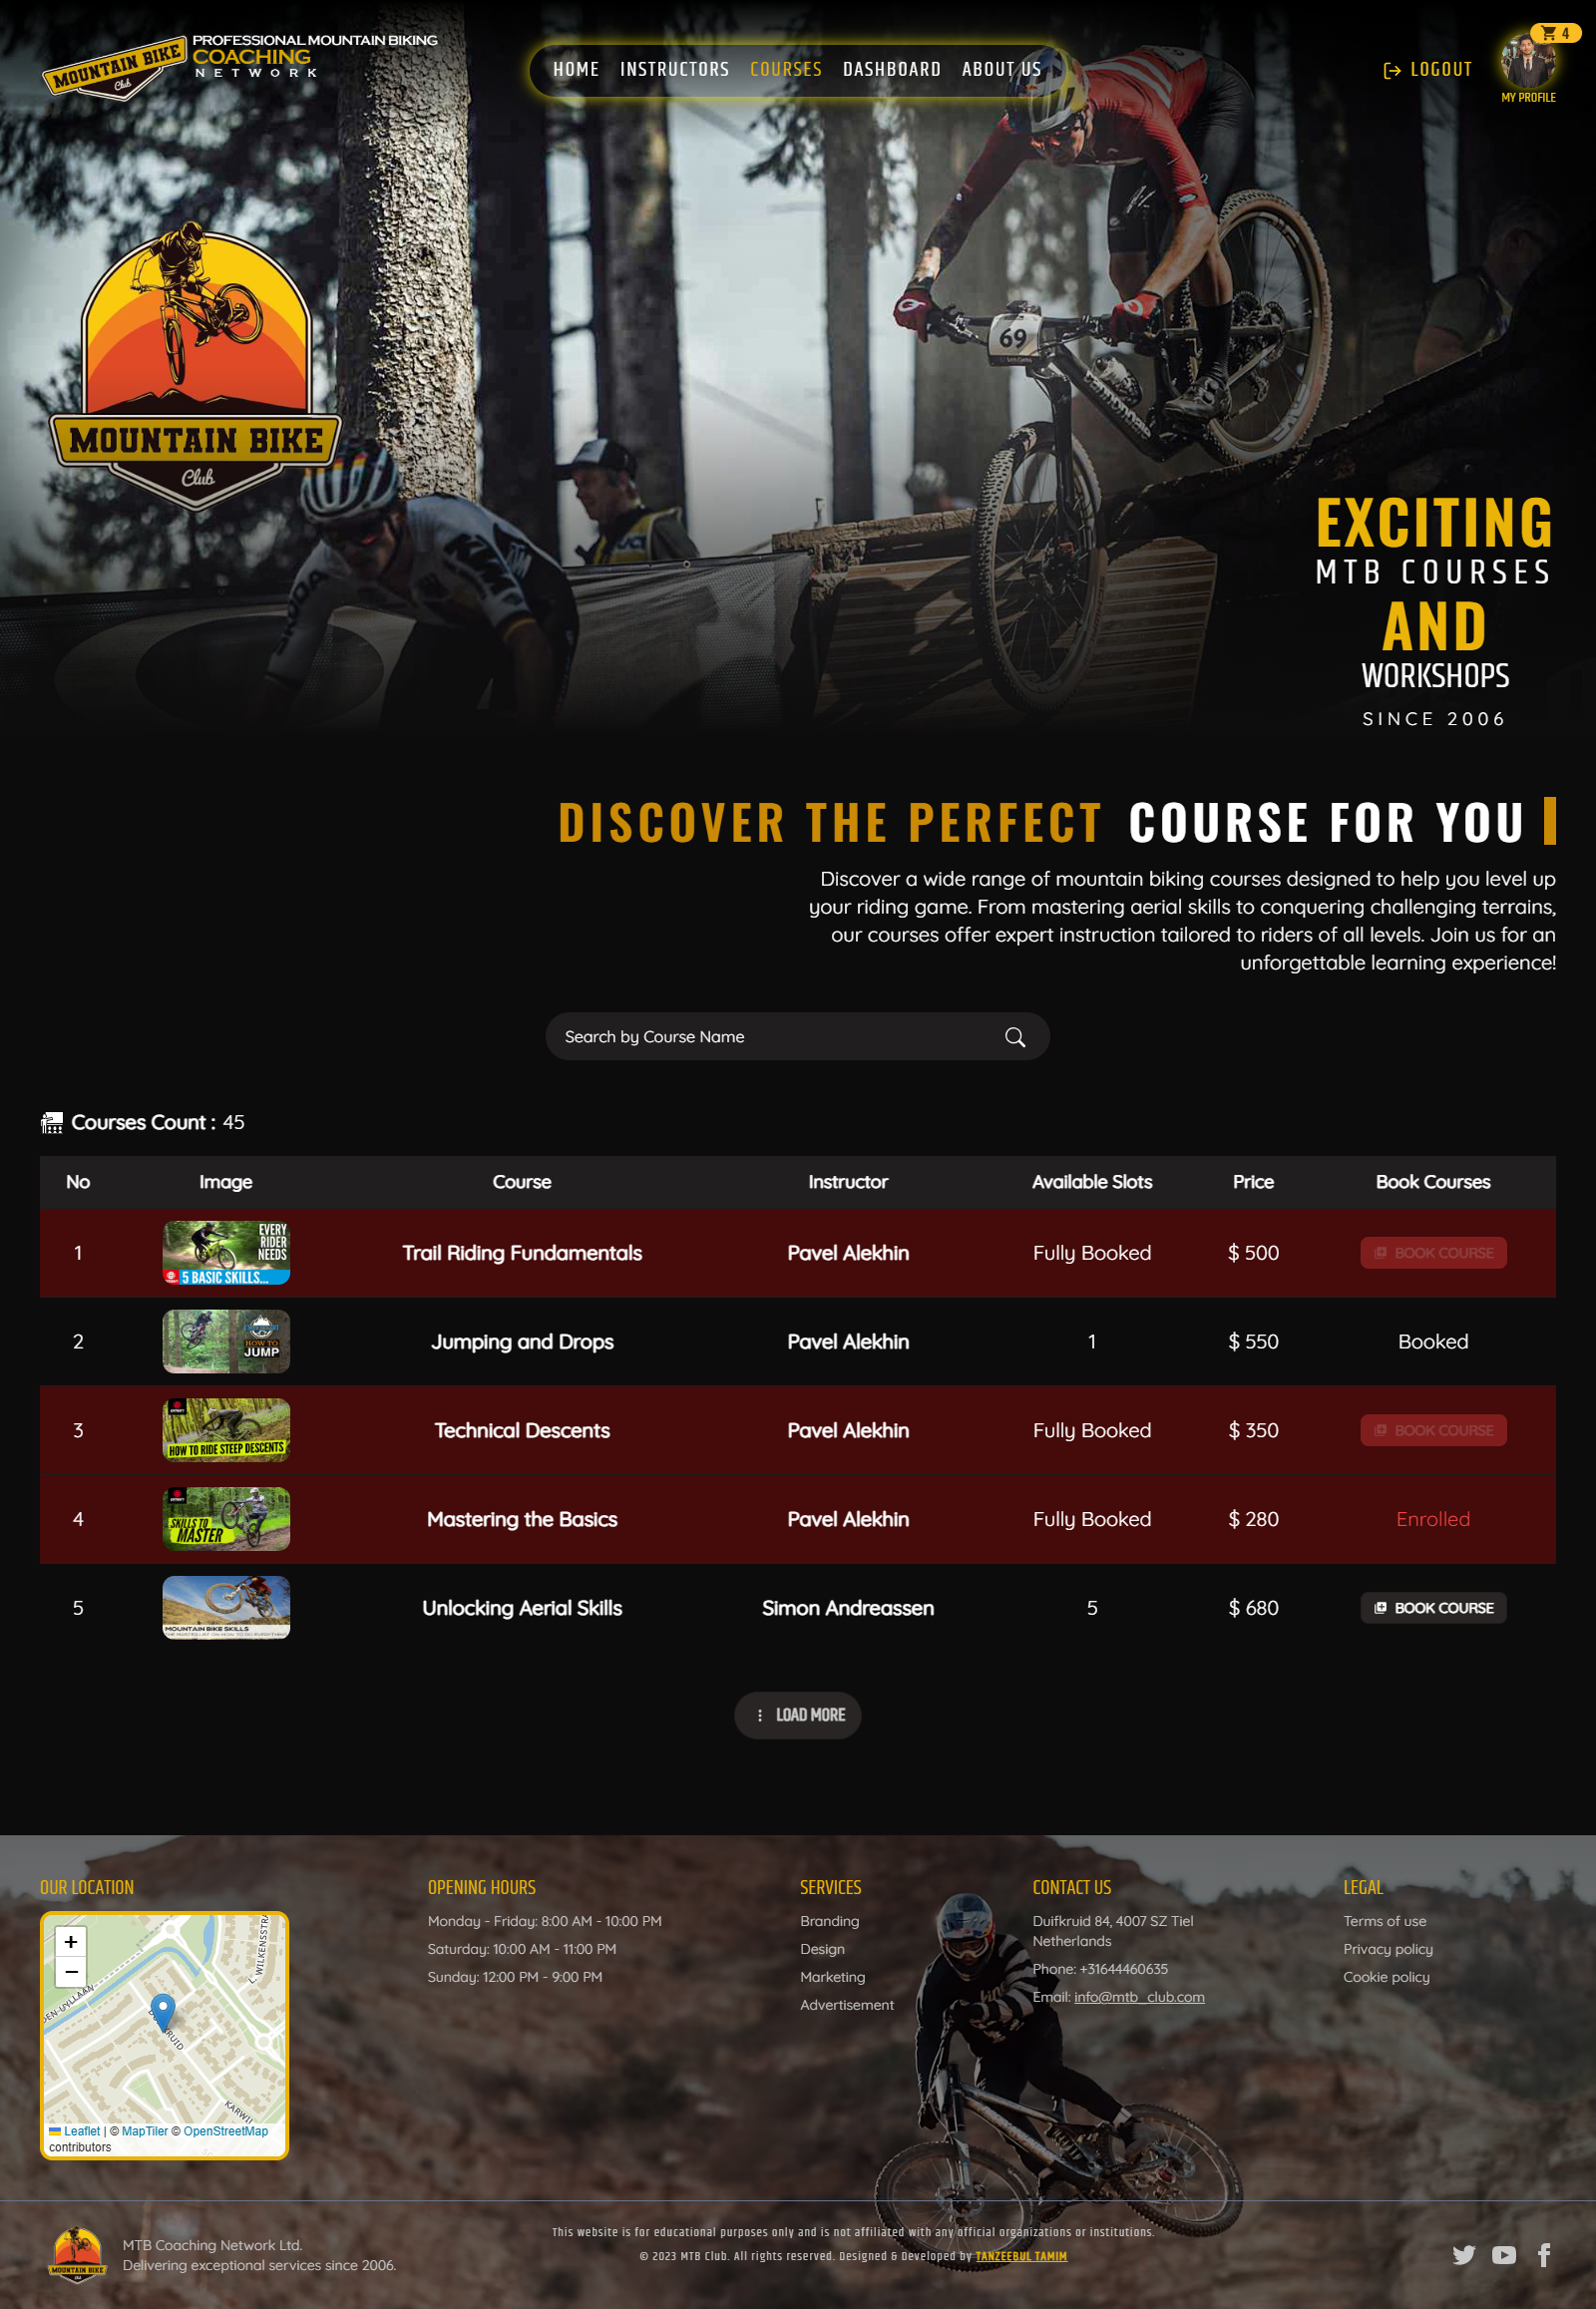 MOUNTAIN BIKE
Club
PROFESSIONAL MOUNTAIN BIKING
COACHING
NETWORK
HOME INSTRUCTORS COURSES DASHBOARD ABOUT US
LOGOUT
4
MY PROFILE
69
MOUNTAIN BIKE
Club
EXCITING
MTB COURSES
AND
WORKSHOPS
SINCE 2006
DISCOVER THE PERFECT COURSE FOR YOU
Discover a wide range of mountain biking courses designed to help you level up
your riding game. From mastering aerial skills to conquering challenging terrains,
our courses offer expert instruction tailored to riders of all levels. Join us for an
unforgettable learning experience!
Search by Course Name
Courses Count : 45
No Image Course Instructor Available Slots Price Book Courses
1 EVERY RIDER NEEDS 5 BASIC SKILLS... Trail Riding Fundamentals Pavel Alekhin Fully Booked $ 500 BOOK COURSE
2 HOW TO JUMP Jumping and Drops Pavel Alekhin 1 $ 550 Booked
3 HOW TO RIDE STEEP DESCENTS Technical Descents Pavel Alekhin Fully Booked $ 350 BOOK COURSE
4 SKILLS TO MASTER Mastering the Basics Pavel Alekhin Fully Booked $ 280 Enrolled
5 MOUNTAIN BIKE SKILLS Unlocking Aerial Skills Simon Andreassen 5 $ 680 BOOK COURSE
LOAD MORE
OUR LOCATION
+
−
L. WILKENSSTRA
DEN-UYLLAAN
KARWIJ
Leaflet | © MapTiler © OpenStreetMap
contributors
OPENING HOURS
Monday - Friday: 8:00 AM - 10:00 PM
Saturday: 10:00 AM - 11:00 PM
Sunday: 12:00 PM - 9:00 PM
SERVICES
Branding
Design
Marketing
Advertisement
CONTACT US
Duifkruid 84, 4007 SZ Tiel
Netherlands
Phone: +31644460635
Email: info@mtb_club.com
LEGAL
Terms of use
Privacy policy
Cookie policy
MOUNTAIN BIKE
MTB Coaching Network Ltd.
Delivering exceptional services since 2006.
This website is for educational purposes only and is not affiliated with any official organizations or institutions.
© 2023 MTB Club. All rights reserved. Designed & Developed by TANZEEBUL TAMIM